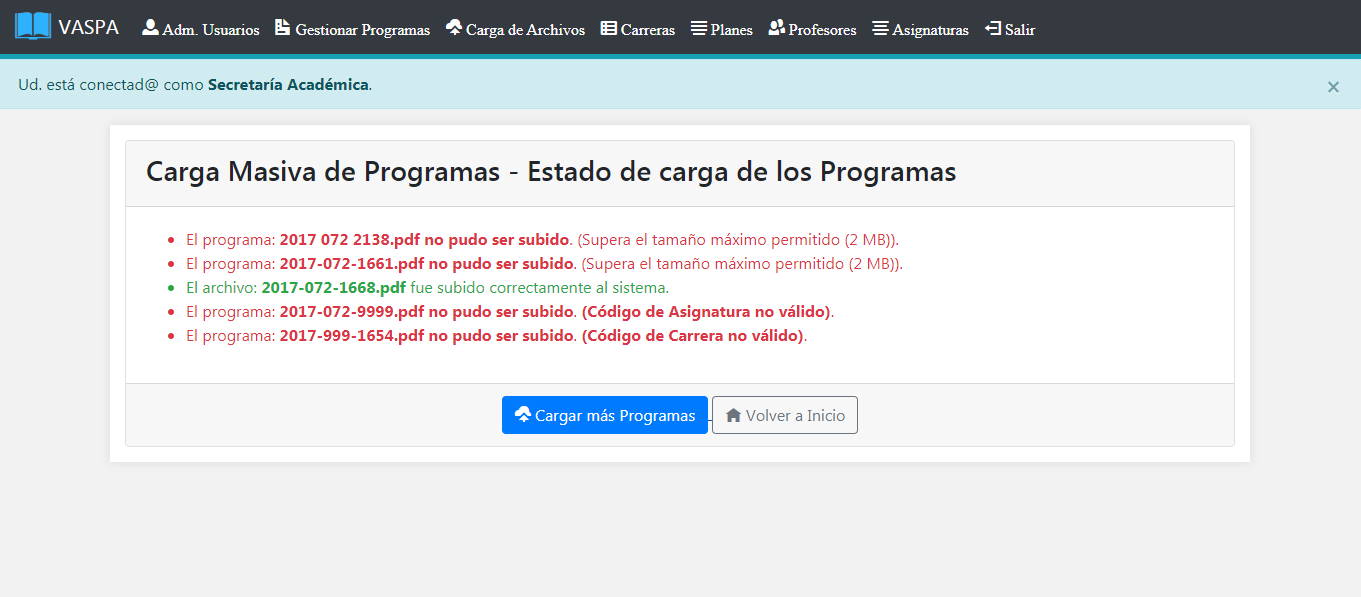 VASPA Adm. Usuarios Gestionar Programas Carga de Archivos Carreras Planes Profesores Asignaturas Salir
Ud. está conectad@ como Secretaría Académica. ×
Carga Masiva de Programas - Estado de carga de los Programas
El programa: 2017 072 2138.pdf no pudo ser subido. (Supera el tamaño máximo permitido (2 MB)).
El programa: 2017-072-1661.pdf no pudo ser subido. (Supera el tamaño máximo permitido (2 MB)).
El archivo: 2017-072-1668.pdf fue subido correctamente al sistema.
El programa: 2017-072-9999.pdf no pudo ser subido. (Código de Asignatura no válido).
El programa: 2017-999-1654.pdf no pudo ser subido. (Código de Carrera no válido).
Cargar más Programas Volver a Inicio